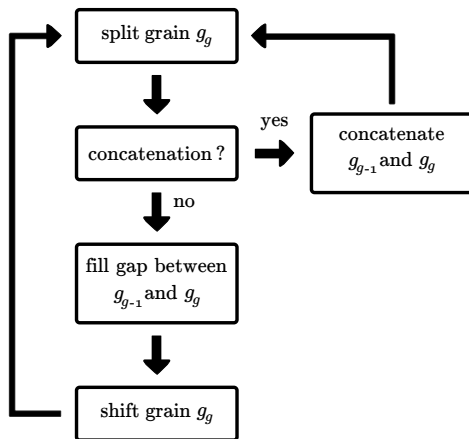 split grain g_g
concatenation ?
yes
concatenate
g_{g-1} and g_g
no
fill gap between
g_{g-1} and g_g
shift grain g_g